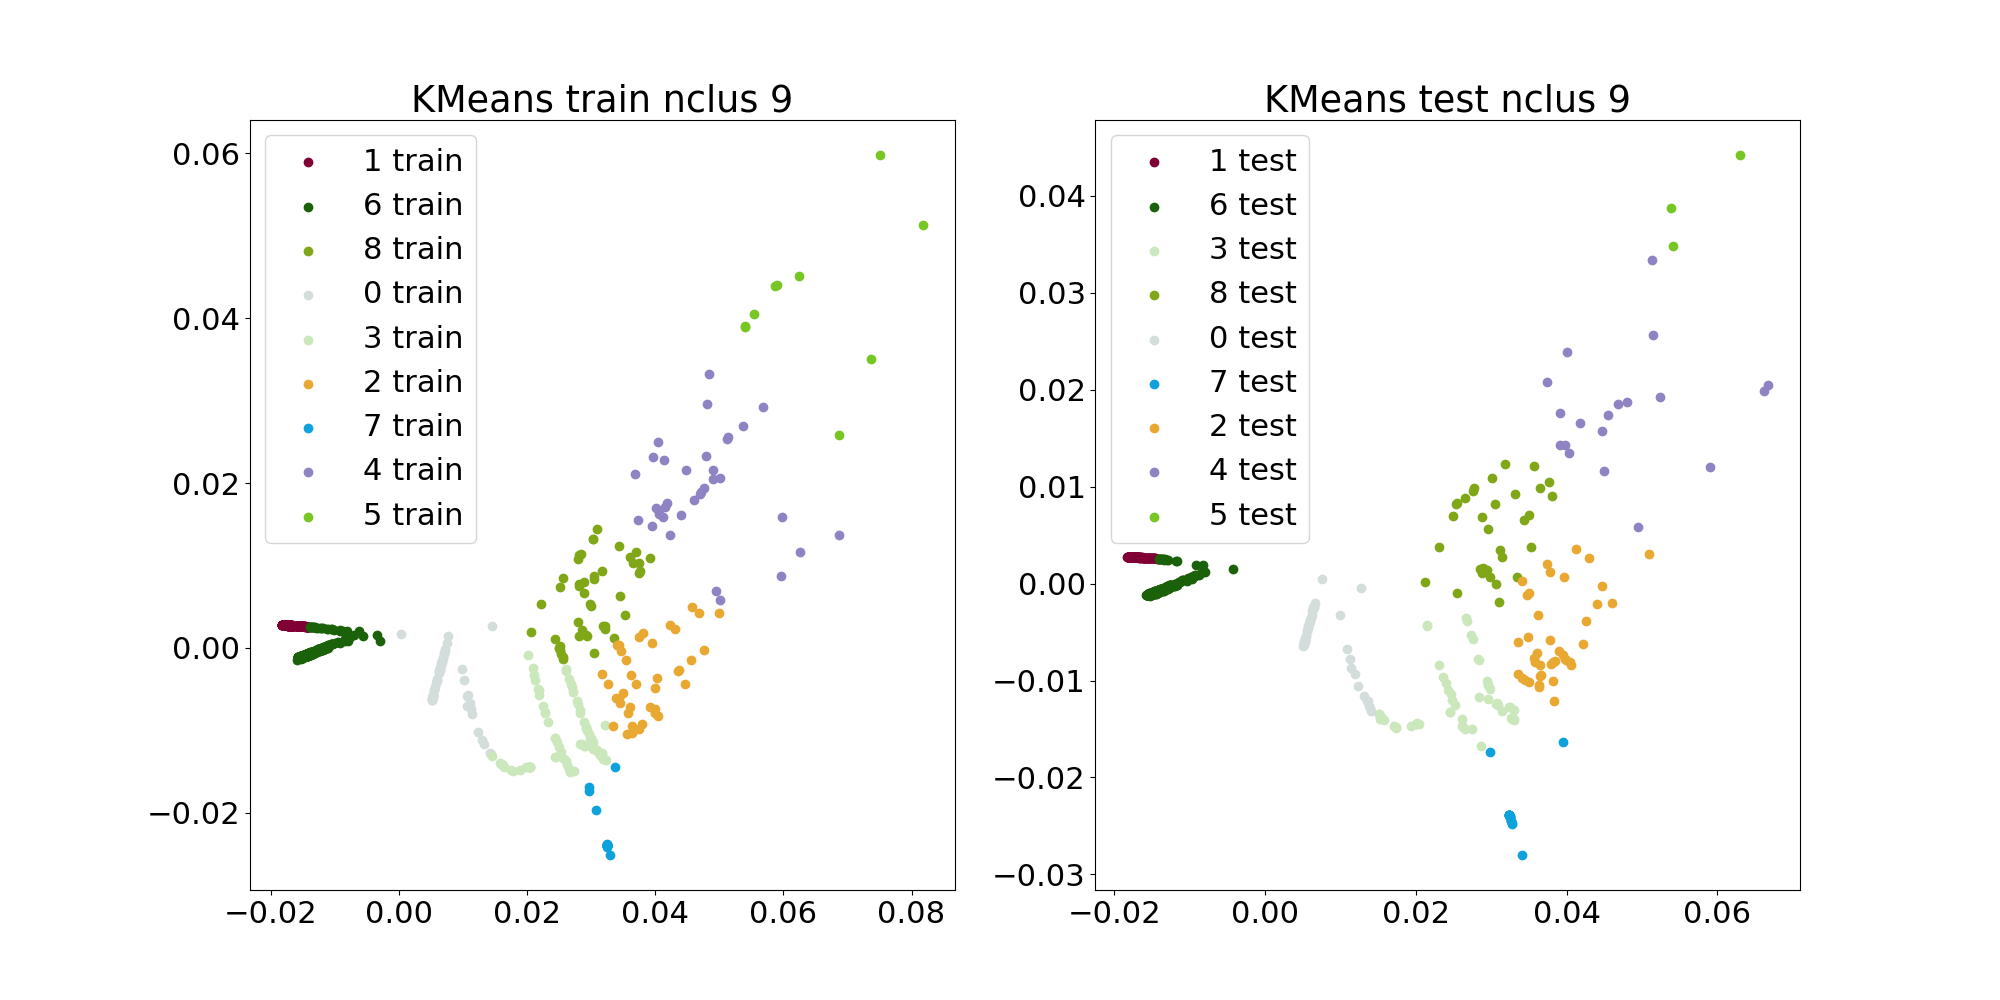 KMeans train nclus 9
1 train
6 train
8 train
0 train
3 train
2 train
7 train
4 train
5 train
0.06
0.04
0.02
0.00
−0.02
−0.02 0.00 0.02 0.04 0.06 0.08
KMeans test nclus 9
1 test
6 test
3 test
8 test
0 test
7 test
2 test
4 test
5 test
0.04
0.03
0.02
0.01
0.00
−0.01
−0.02
−0.03
−0.02 0.00 0.02 0.04 0.06